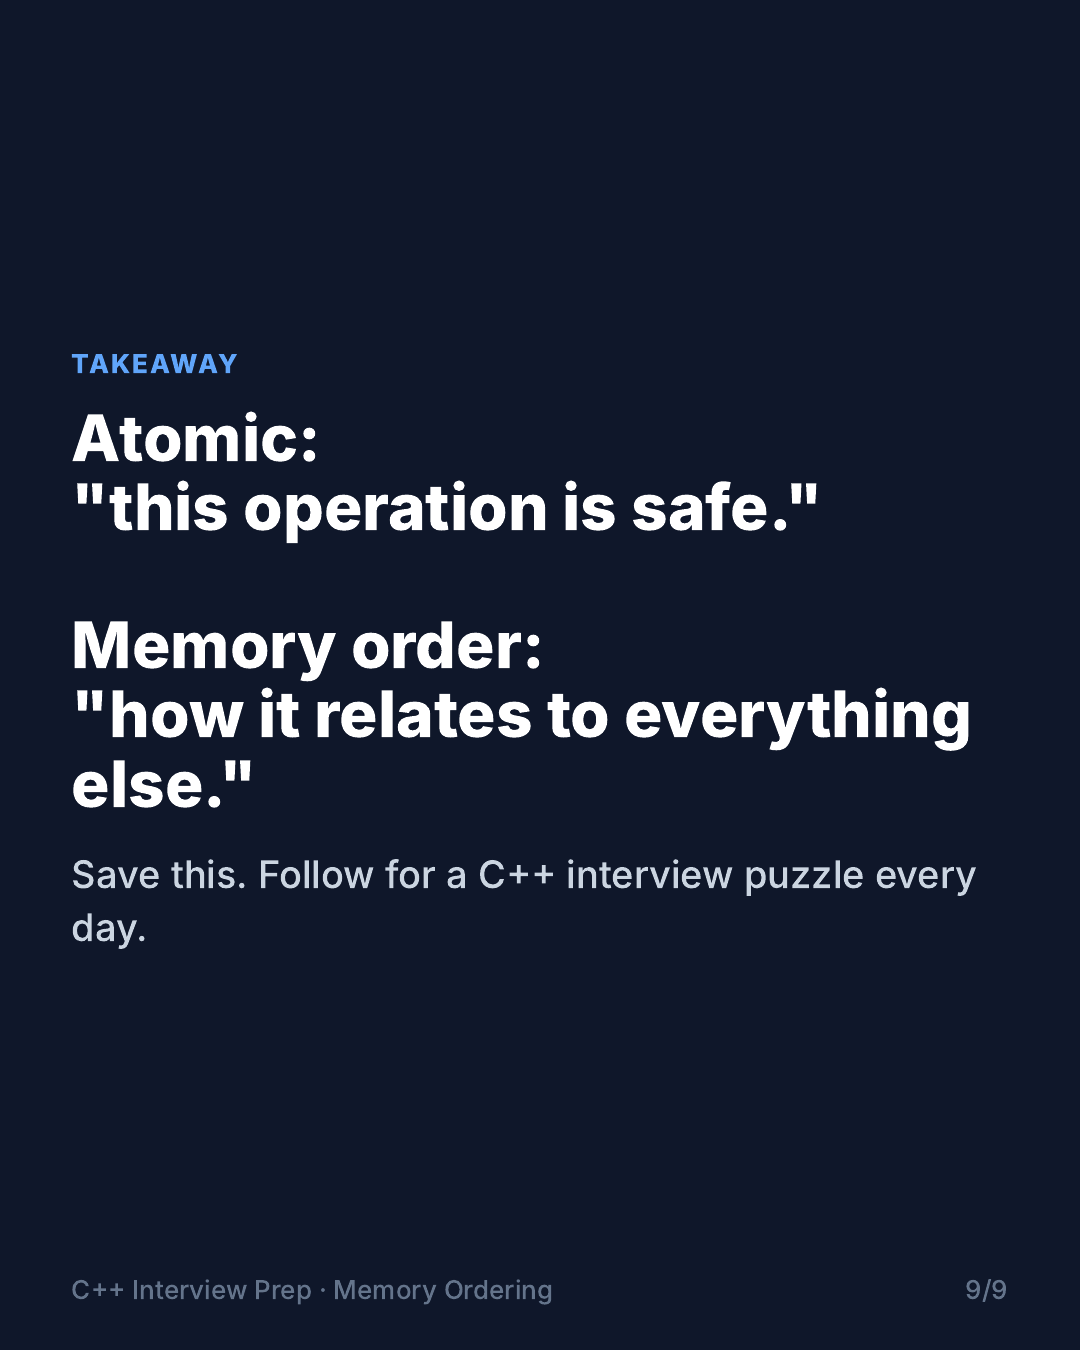 TAKEAWAY
Atomic:
"this operation is safe."
Memory order:
"how it relates to everything
else."
Save this. Follow for a C++ interview puzzle every
day.
C++ Interview Prep · Memory Ordering
9/9